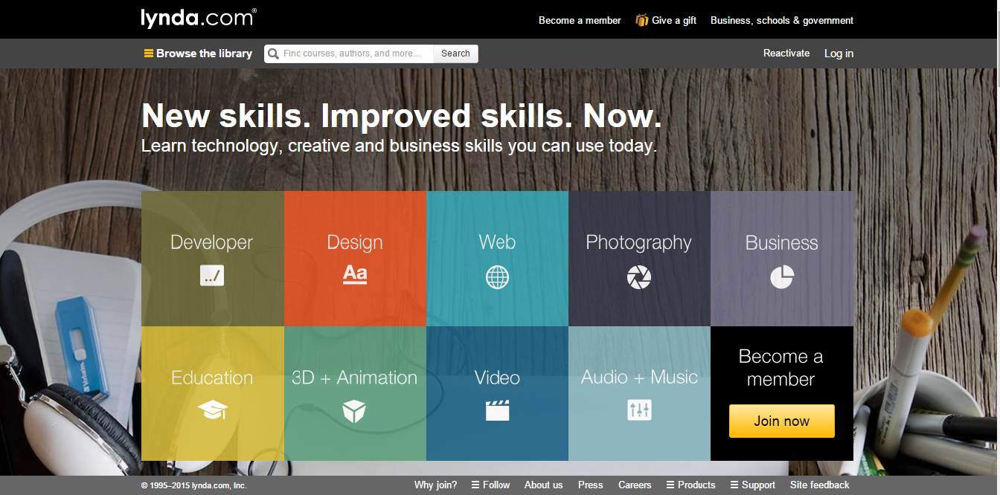 lynda.com®
Become a member
Give a gift
Business, schools & government
Browse the library
Find courses, authors, and more...
Search
Reactivate
Log in
New skills. Improved skills. Now.
Learn technology, creative and business skills you can use today.
Developer
../
Design
Aa
Web
Photography
Business
Education
3D + Animation
Video
Audio + Music
Become a
member
Join now
Verbatim
© 1995–2015 lynda.com, Inc.
Why join?
Follow
About us
Press
Careers
Products
Support
Site feedback